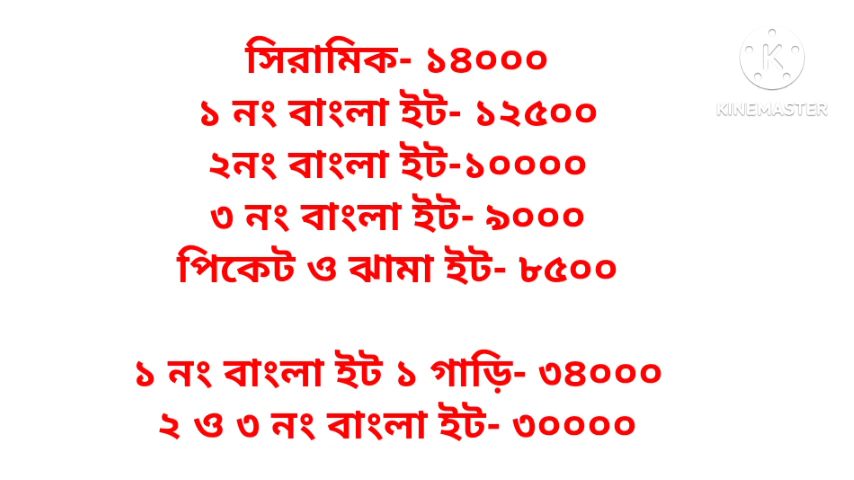 সিরামিক- ১৪০০০
১ নং বাংলা ইট- ১২৫০০
২নং বাংলা ইট-১০০০০
৩ নং বাংলা ইট- ৯০০০
পিকেট ও ঝামা ইট- ৮৫০০
১ নং বাংলা ইট ১ গাড়ি- ৩৪০০০
২ ও ৩ নং বাংলা ইট- ৩০০০০
K
KINEMASTER